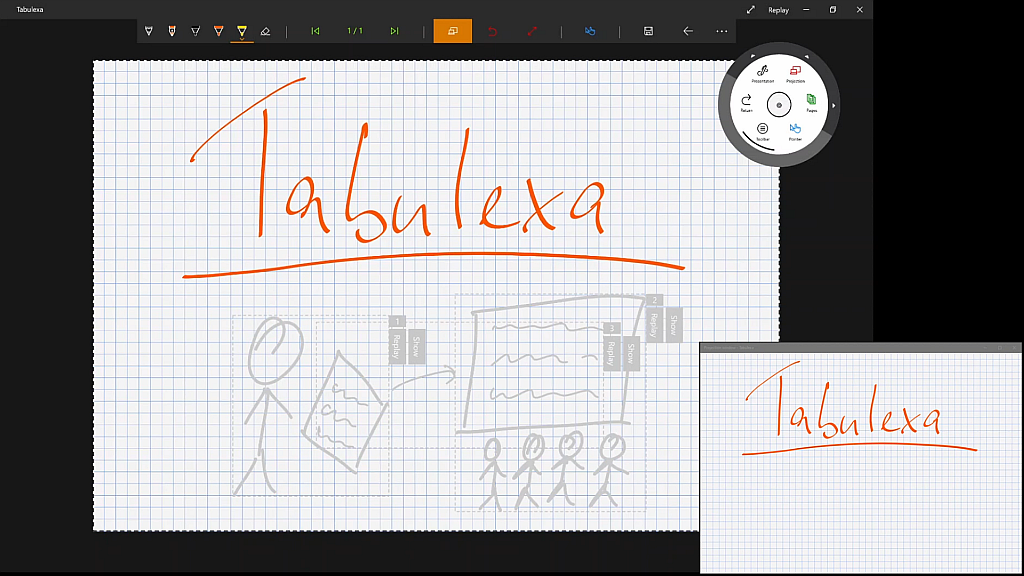 Tabulexa
Replay
1 / 1
Presentation
Projection
Return
Pages
Toolbar
Pointer
Tabulexa
1
Replay
Show
2
Replay
Show
3
Replay
Show
Tabulexa